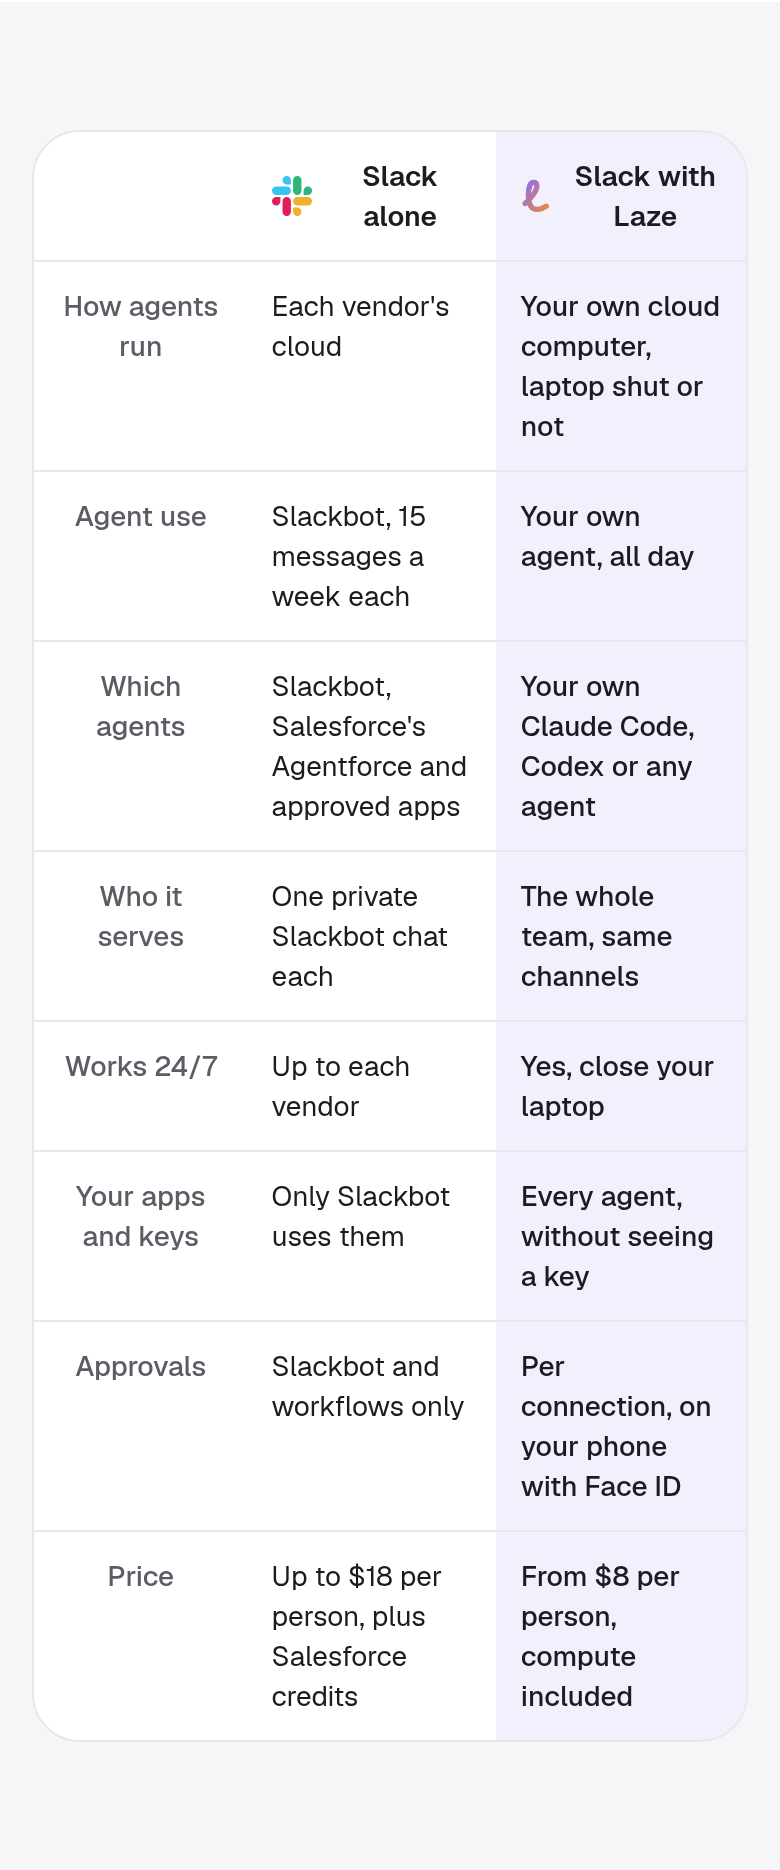 Slack
alone
Slack with
Laze
How agents
run
Each vendor's
cloud
Your own cloud
computer,
laptop shut or
not
Agent use
Slackbot, 15
messages a
week each
Your own
agent, all day
Which
agents
Slackbot,
Salesforce's
Agentforce and
approved apps
Your own
Claude Code,
Codex or any
agent
Who it
serves
One private
Slackbot chat
each
The whole
team, same
channels
Works 24/7
Up to each
vendor
Yes, close your
laptop
Your apps
and keys
Only Slackbot
uses them
Every agent,
without seeing
a key
Approvals
Slackbot and
workflows only
Per
connection, on
your phone
with Face ID
Price
Up to $18 per
person, plus
Salesforce
credits
From $8 per
person,
compute
included